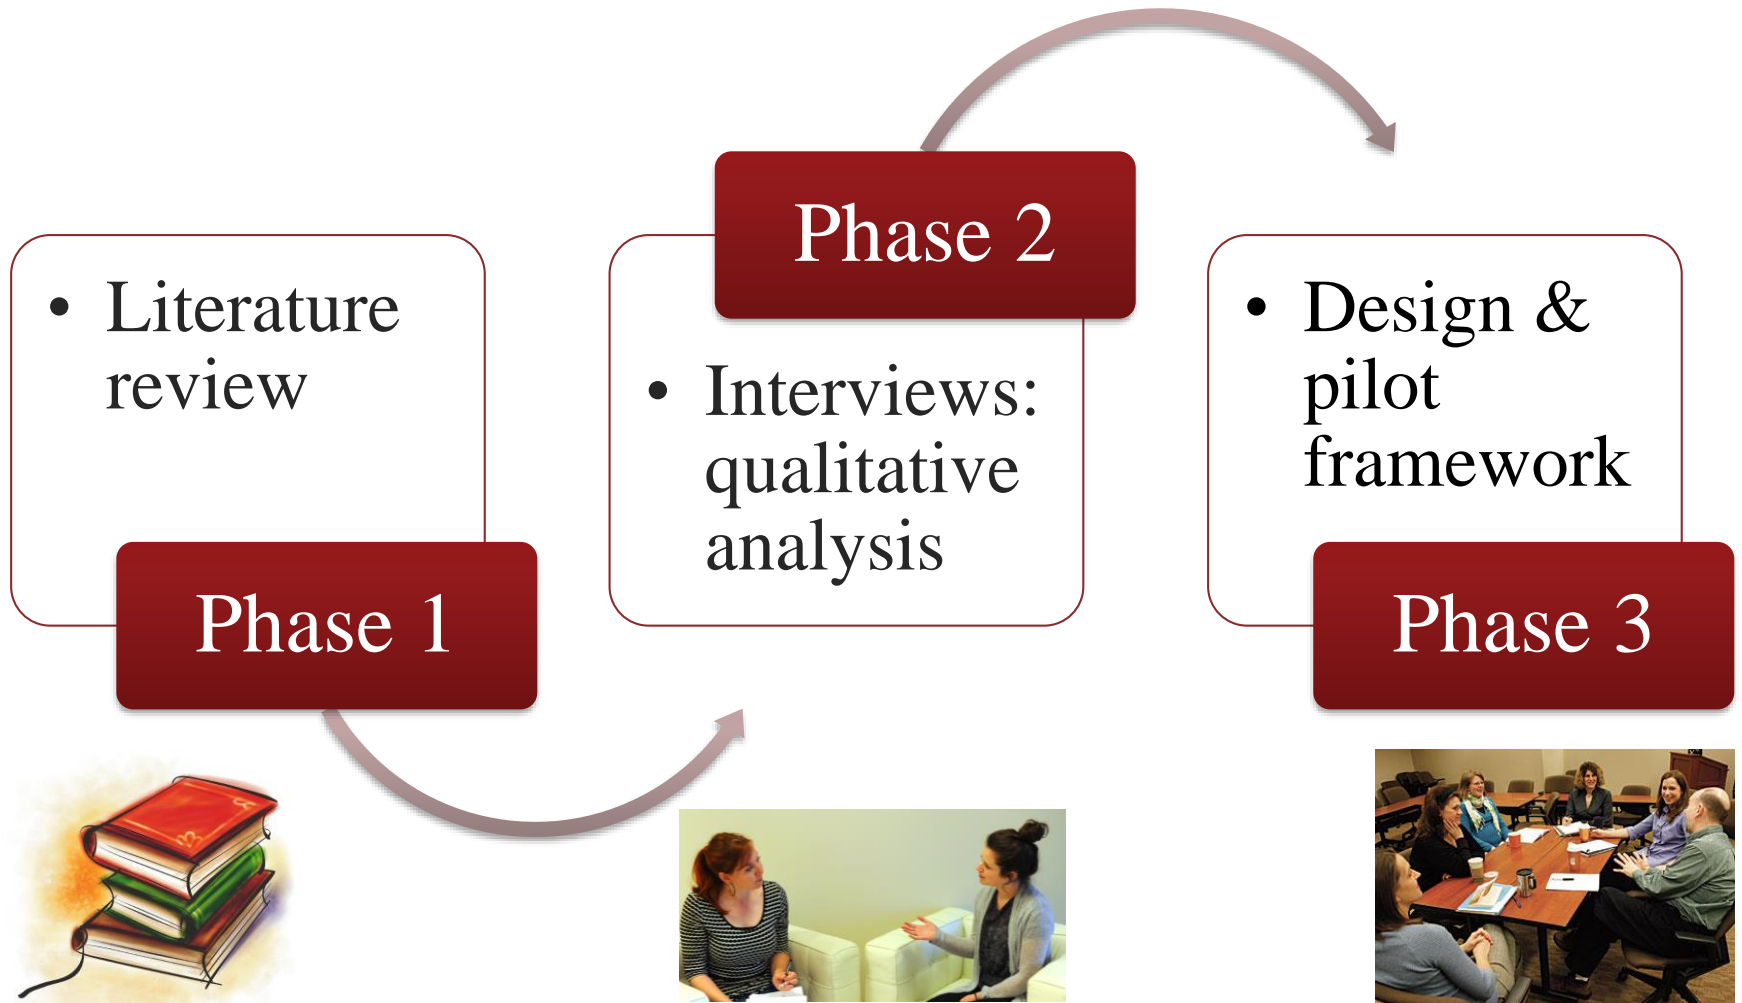 • Literature
review
Phase 1
Phase 2
• Interviews:
qualitative
analysis
• Design &
pilot
framework
Phase 3